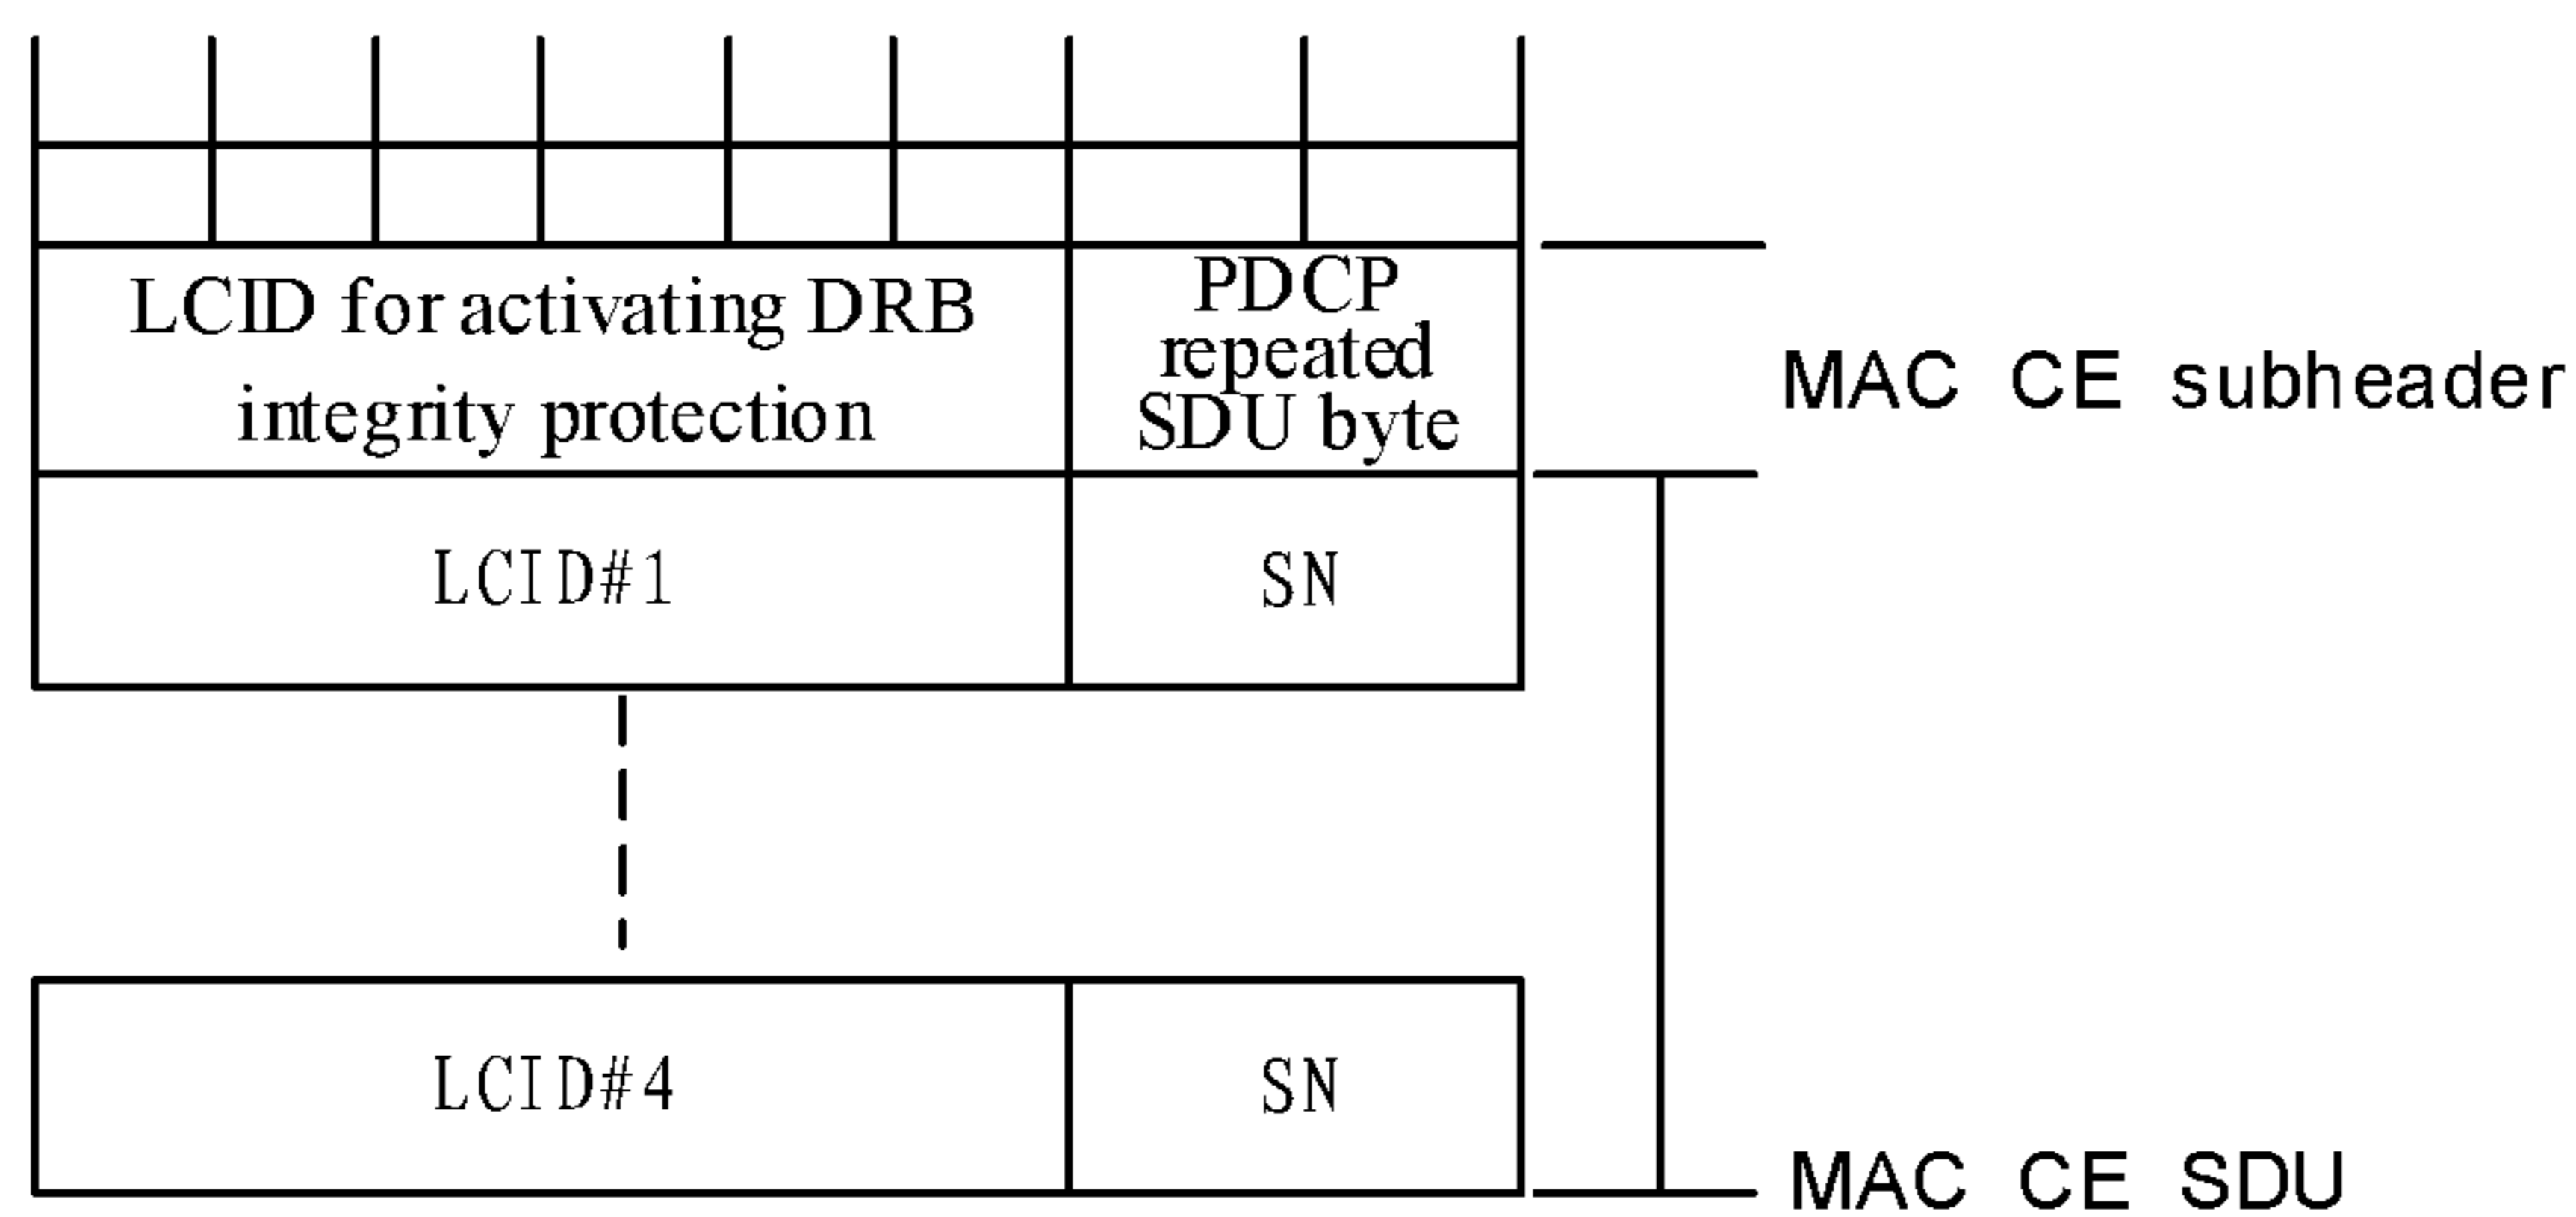 LCID for activating DRB
integrity protection
PDCP
repeated
SDU byte
MAC CE subheader
LCID#1
SN
LCID#4
SN
MAC CE SDU